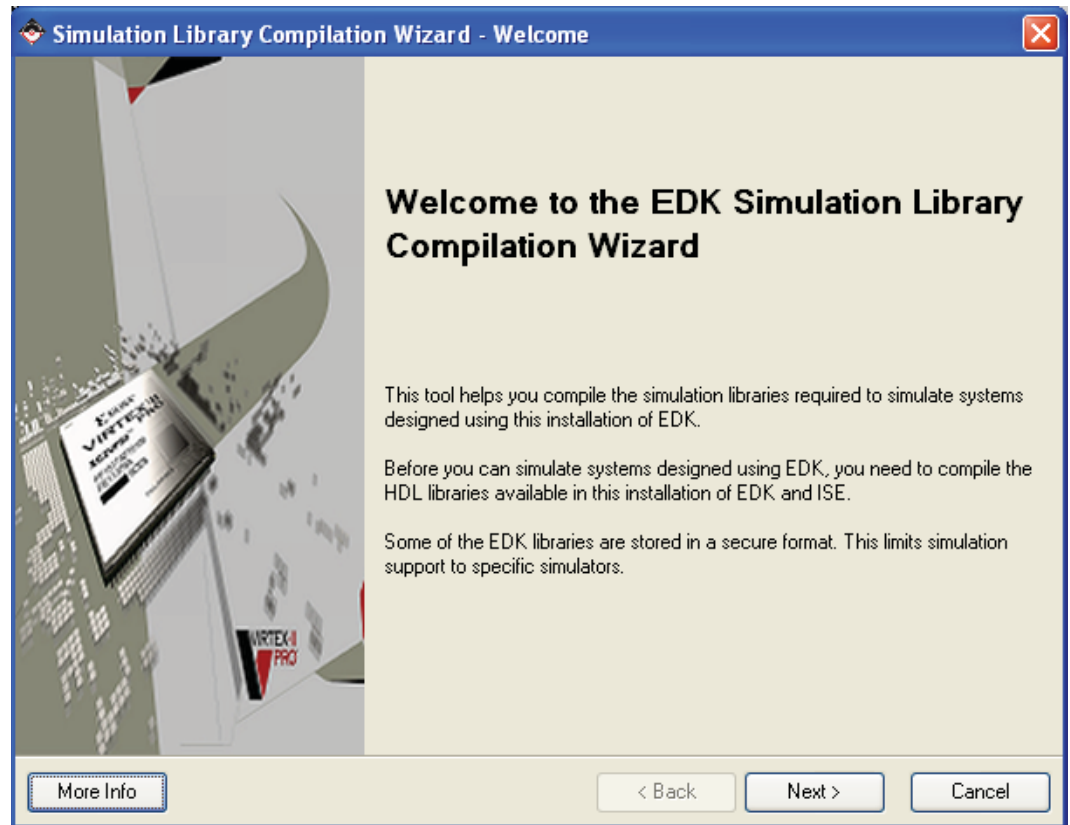 Simulation Library Compilation Wizard - Welcome
Welcome to the EDK Simulation Library
Compilation Wizard
This tool helps you compile the simulation libraries required to simulate systems
designed using this installation of EDK.
Before you can simulate systems designed using EDK, you need to compile the
HDL libraries available in this installation of EDK and ISE.
Some of the EDK libraries are stored in a secure format. This limits simulation
support to specific simulators.
VIRTEX-II
PRO
More Info
< Back
Next >
Cancel